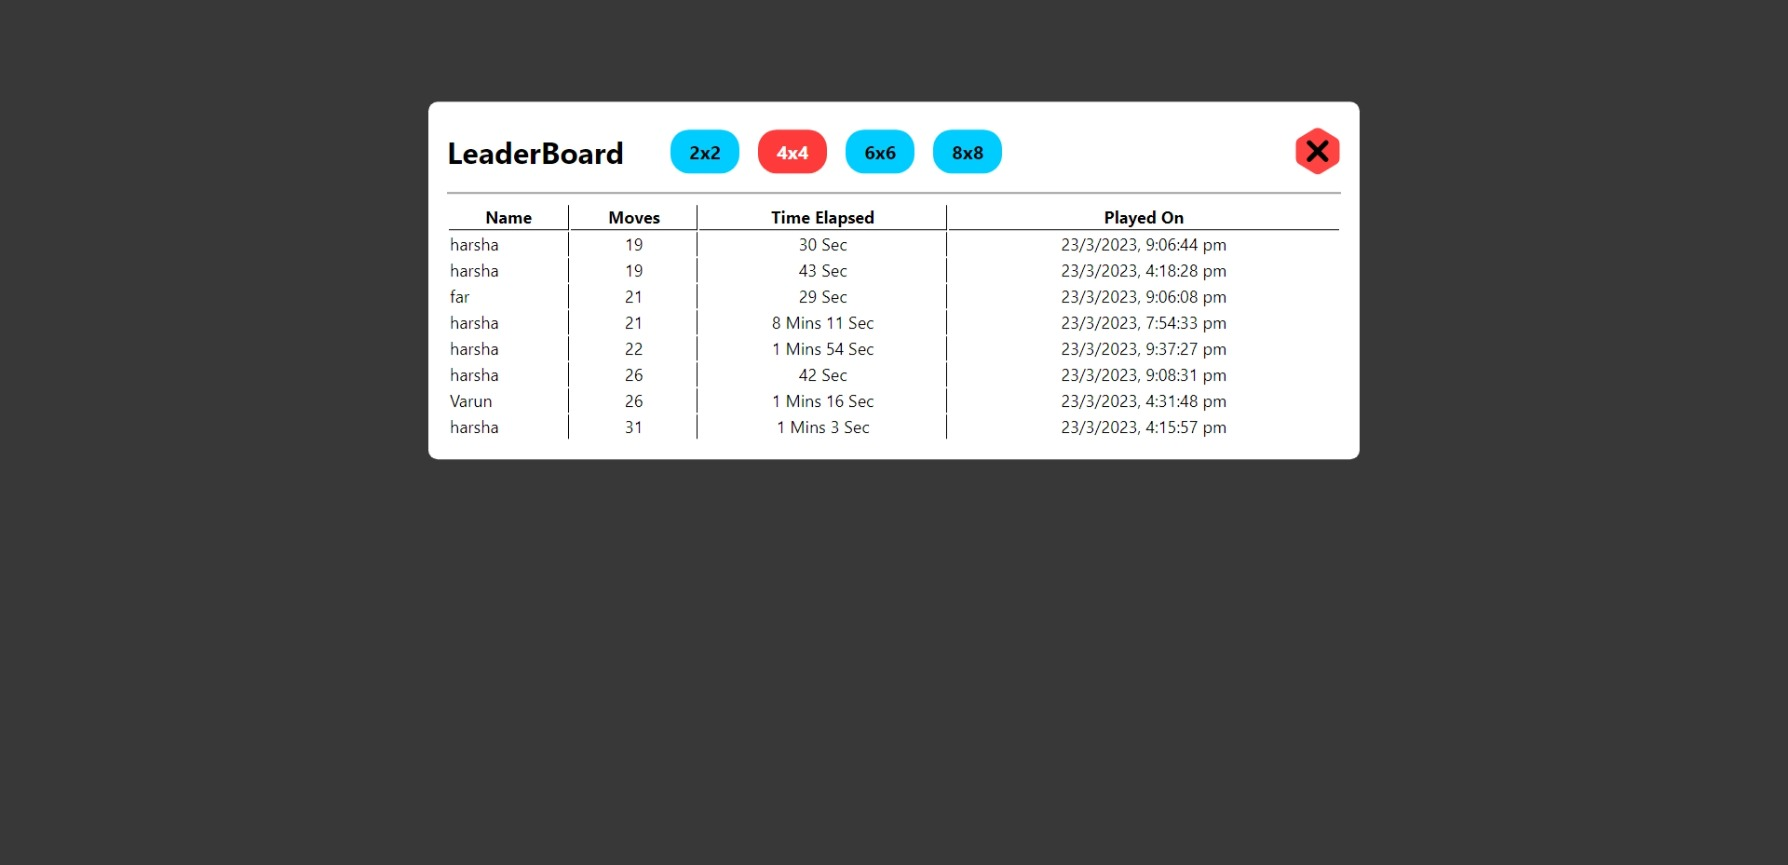 LeaderBoard 2x2 4x4 6x6 8x8
Name Moves Time Elapsed Played On
harsha 19 30 Sec 23/3/2023, 9:06:44 pm
harsha 19 43 Sec 23/3/2023, 4:18:28 pm
far 21 29 Sec 23/3/2023, 9:06:08 pm
harsha 21 8 Mins 11 Sec 23/3/2023, 7:54:33 pm
harsha 22 1 Mins 54 Sec 23/3/2023, 9:37:27 pm
harsha 26 42 Sec 23/3/2023, 9:08:31 pm
Varun 26 1 Mins 16 Sec 23/3/2023, 4:31:48 pm
harsha 31 1 Mins 3 Sec 23/3/2023, 4:15:57 pm